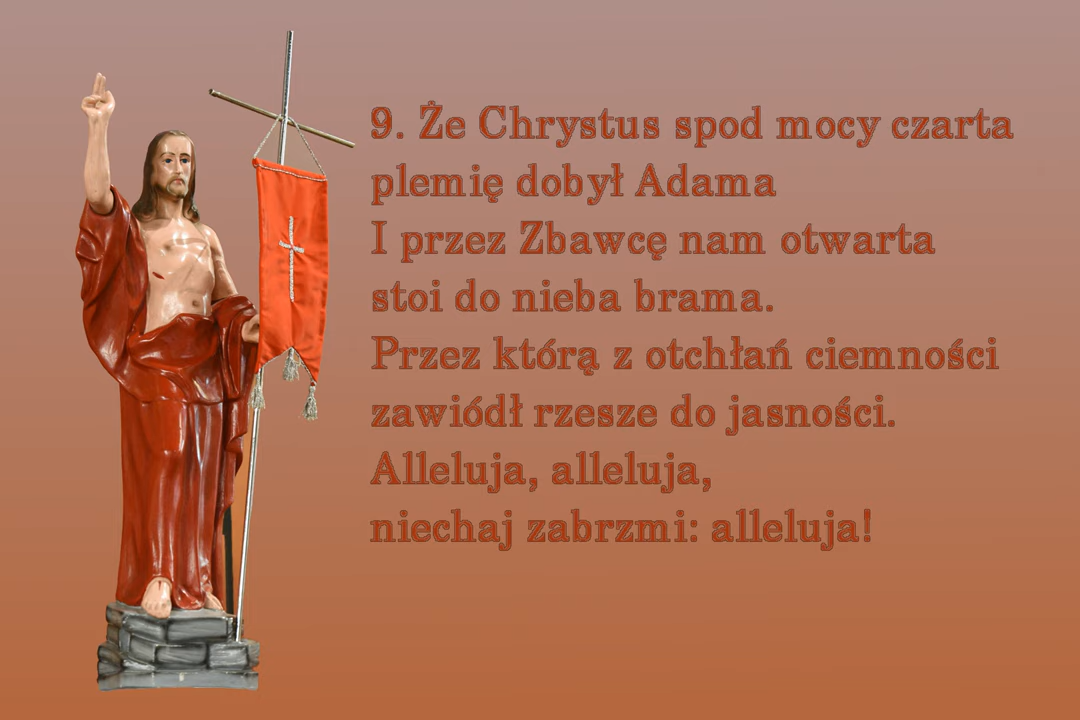 9. Że Chrystus spod mocy czarta
plemię dobył Adama
I przez Zbawcę nam otwarta
stoi do nieba brama.
Przez którą z otchłań ciemności
zawiódł rzesze do jasności.
Alleluja, alleluja,
niechaj zabrzmi: alleluja!